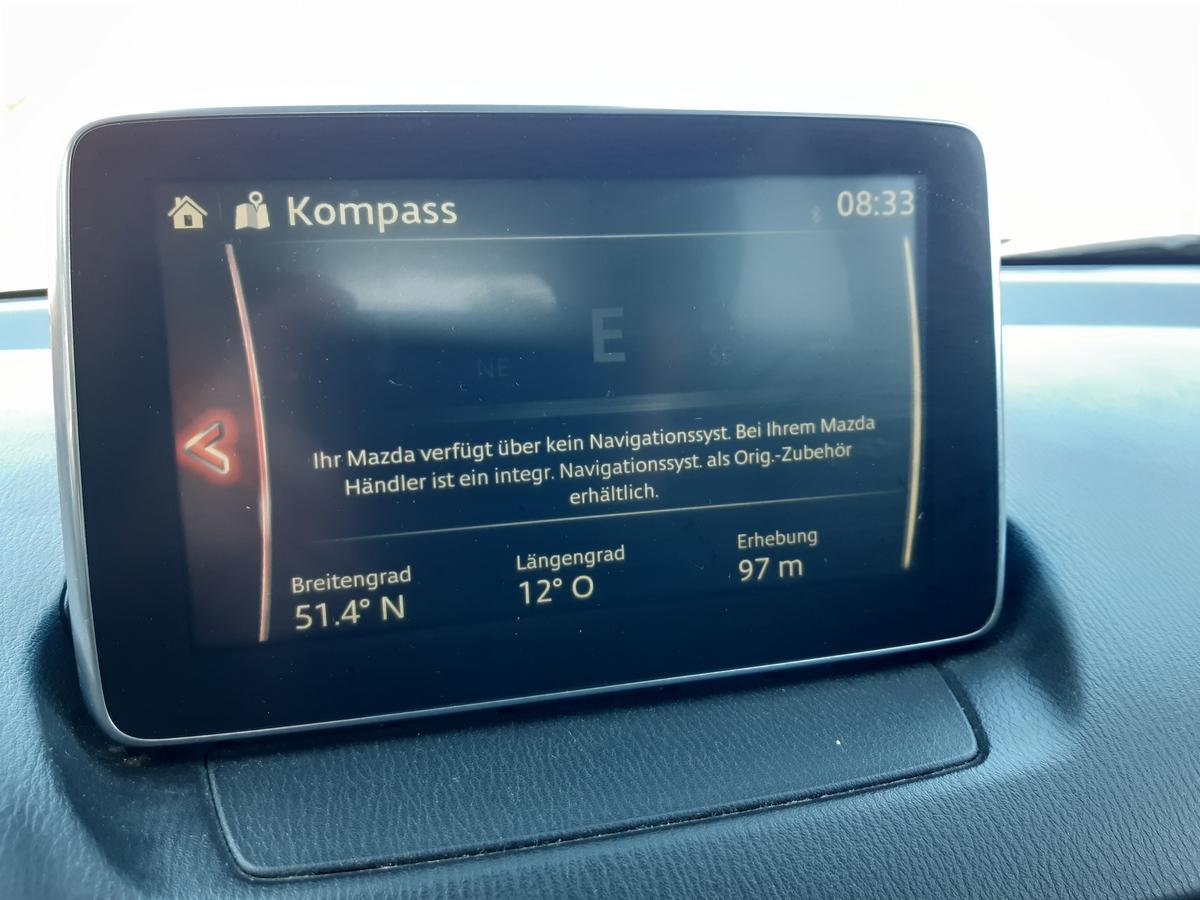 Kompass
08:33
E
NE
SE
Ihr Mazda verfügt über kein Navigationssyst. Bei Ihrem Mazda
Händler ist ein integr. Navigationssyst. als Orig.-Zubehör
erhältlich.
Breitengrad
51.4° N
Längengrad
12° O
Erhebung
97 m